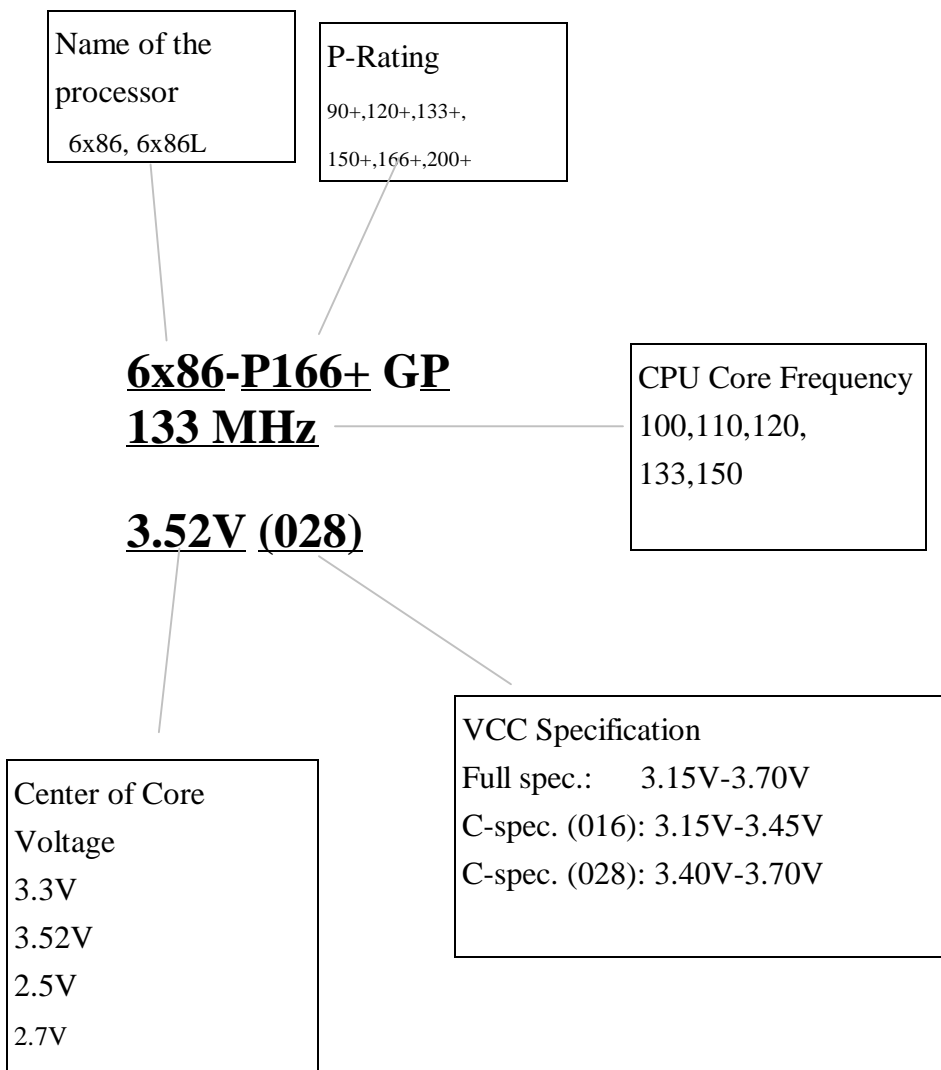 Name of the
processor
6x86, 6x86L
P-Rating
90+,120+,133+,
150+,166+,200+
6x86-P166+ GP
133 MHz
3.52V (028)
CPU Core Frequency
100,110,120,
133,150
Center of Core
Voltage
3.3V
3.52V
2.5V
2.7V
VCC Specification
Full spec.: 3.15V-3.70V
C-spec. (016): 3.15V-3.45V
C-spec. (028): 3.40V-3.70V